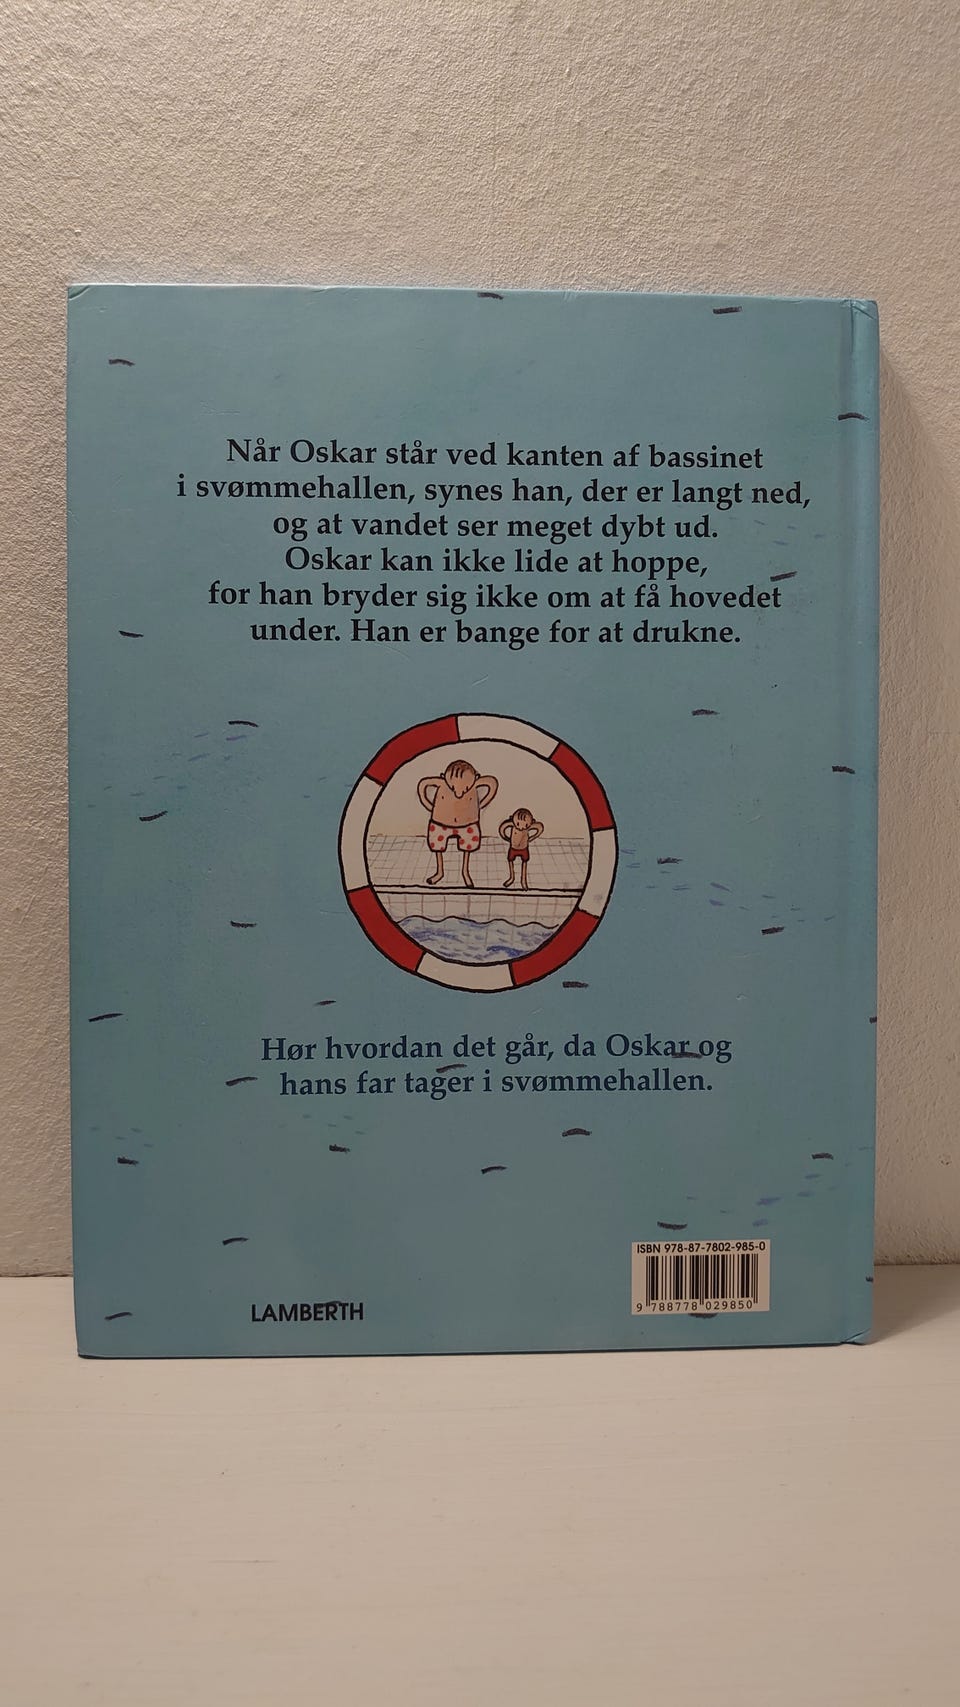 Når Oskar står ved kanten af bassinet
i svømmehallen, synes han, der er langt ned,
og at vandet ser meget dybt ud.
Oskar kan ikke lide at hoppe,
for han bryder sig ikke om at få hovedet
under. Han er bange for at drukne.
Hør hvordan det går, da Oskar og
hans far tager i svømmehallen.
LAMBERTH
ISBN 978-87-7802-985-0
9 788778 029850